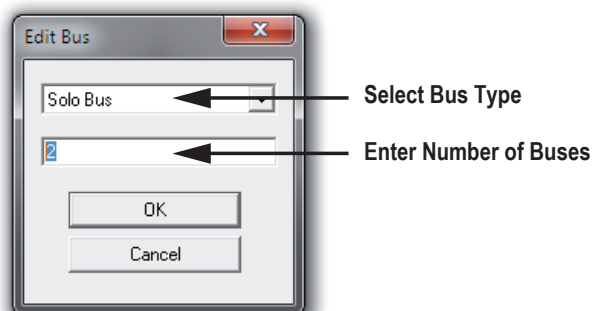 Edit Bus
Solo Bus
Select Bus Type
2
Enter Number of Buses
OK
Cancel